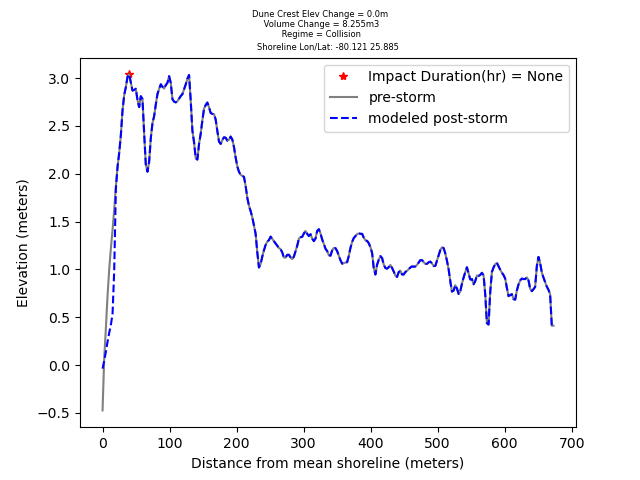 Dune Crest Elev Change = 0.0m
Volume Change = 8.255m3
Regime = Collision
Shoreline Lon/Lat: -80.121 25.885
Impact Duration(hr) = None
pre-storm
modeled post-storm
Elevation (meters)
3.0
2.5
2.0
1.5
1.0
0.5
0.0
−0.5
0 100 200 300 400 500 600 700
Distance from mean shoreline (meters)